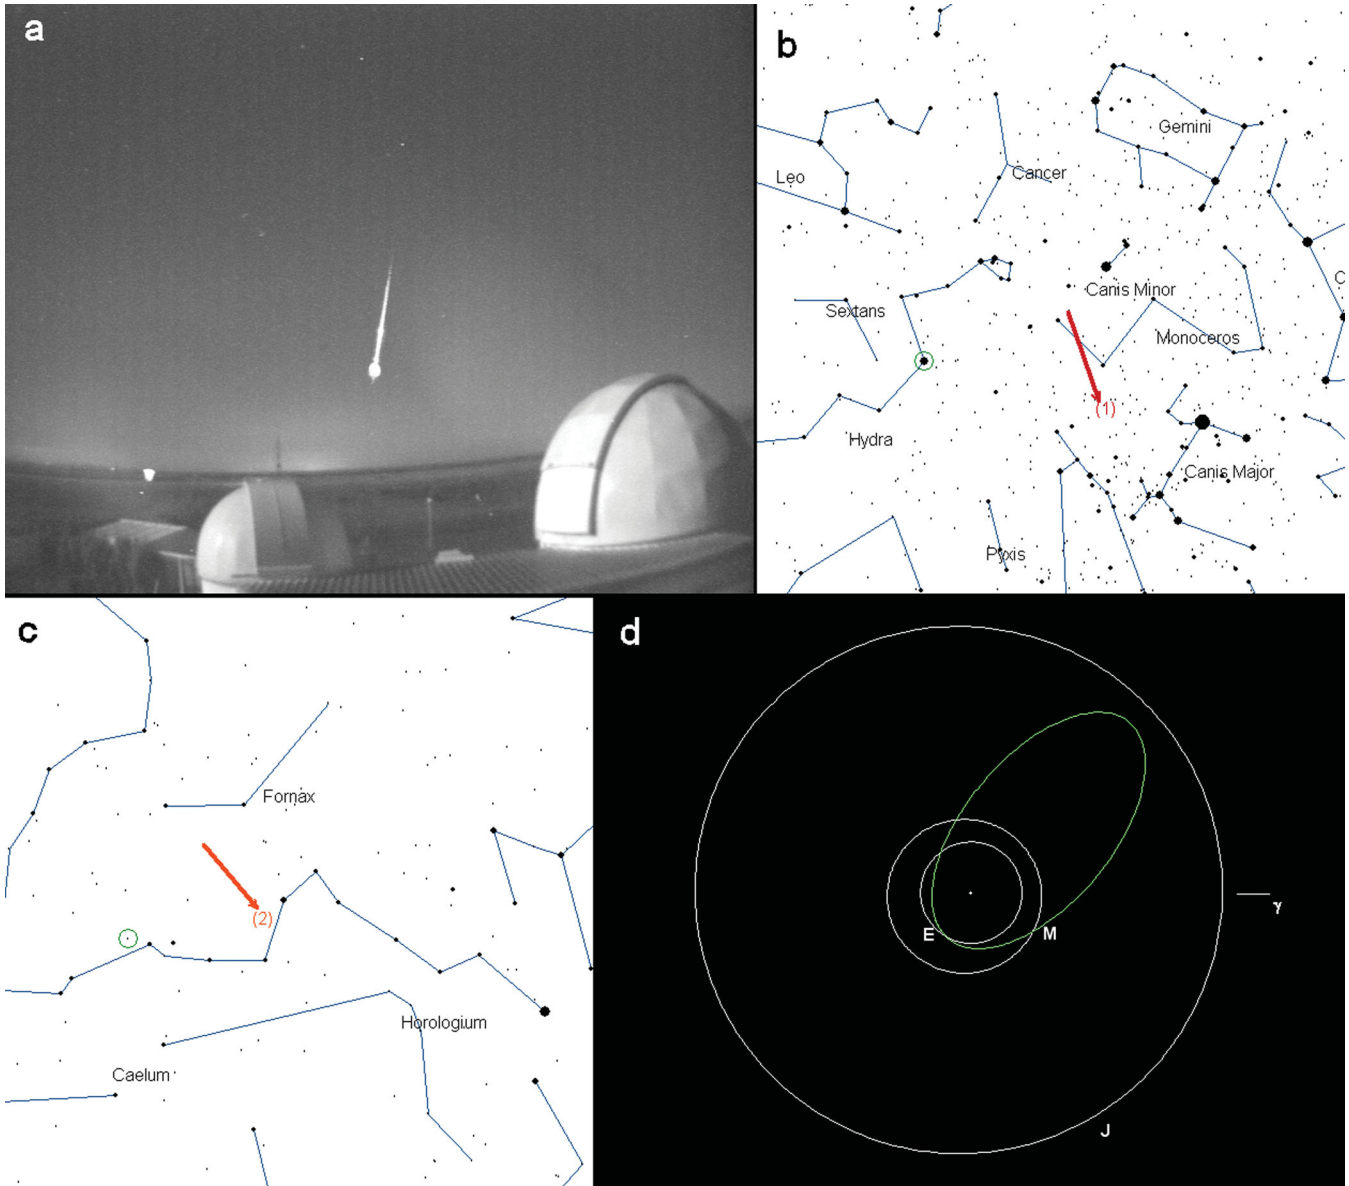 a
b
Gemini
Leo
Cancer
C
Canis Minor
Sextans
Monoceros
(1)
Hydra
Canis Major
Pyxis
c
Fornax
(2)
Horologium
Caelum
d
E
M
γ
J